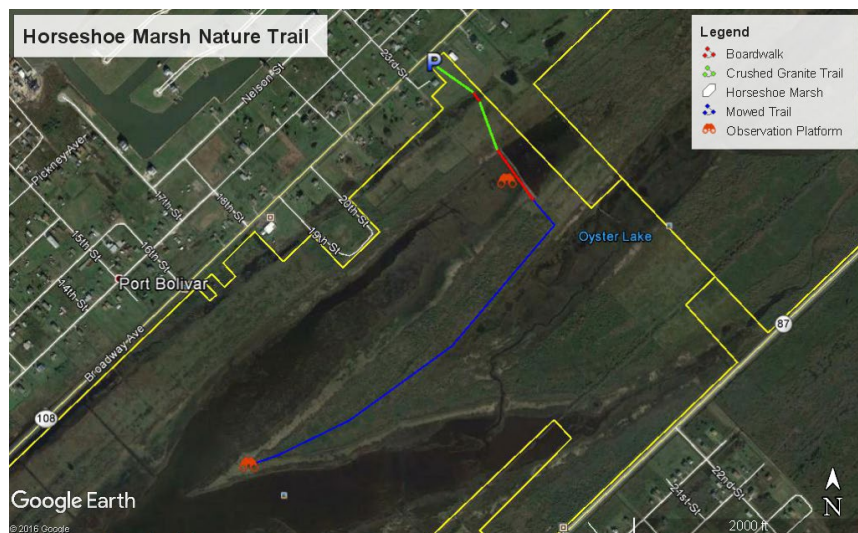 Horseshoe Marsh Nature Trail
Legend
Boardwalk
Crushed Granite Trail
Horseshoe Marsh
Mowed Trail
Observation Platform
P
23rd-St
Nelson St
Pickney Ave
17th-St
18th-St
20th-St
19th-St
15th-St
16th-St
14th-St
Port Bolivar
Oyster Lake
87
Broadway Ave
108
22nd-St
21st-St
Google Earth
© 2016 Google
N
2000 ft